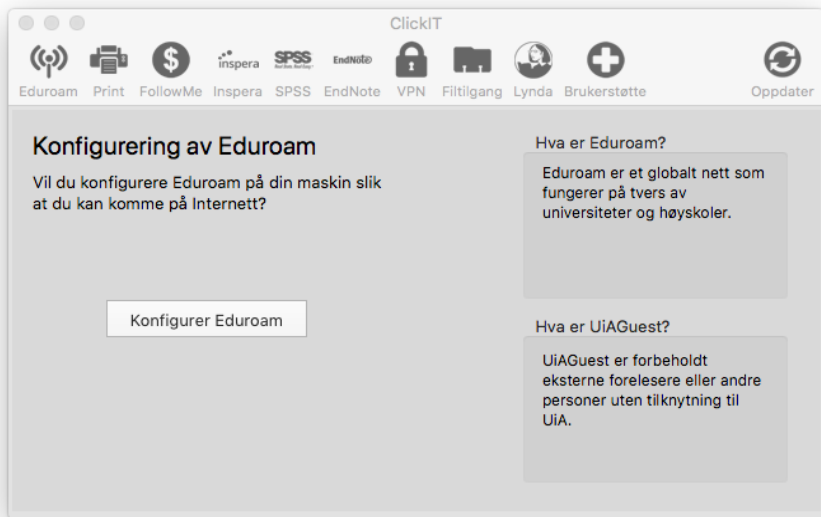 ClickIT
inspera
SPSS
EndNote
Eduroam Print FollowMe Inspera SPSS EndNote VPN Filtilgang Lynda Brukerstøtte Oppdater
Konfigurering av Eduroam
Vil du konfigurere Eduroam på din maskin slik
at du kan komme på Internett?
Konfigurer Eduroam
Hva er Eduroam?
Eduroam er et globalt nett som
fungerer på tvers av
universiteter og høyskoler.
Hva er UiAGuest?
UiAGuest er forbeholdt
eksterne forelesere eller andre
personer uten tilknytning til
UiA.